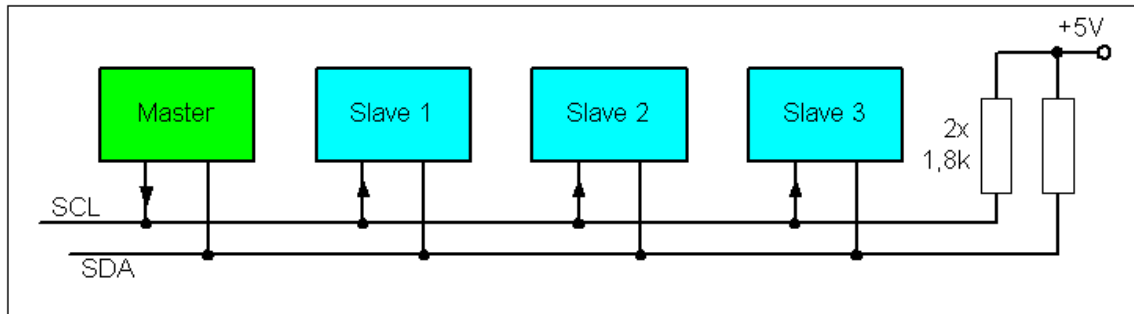 +5V
Master
Slave 1
Slave 2
Slave 3
2x
1,8k
SCL
SDA